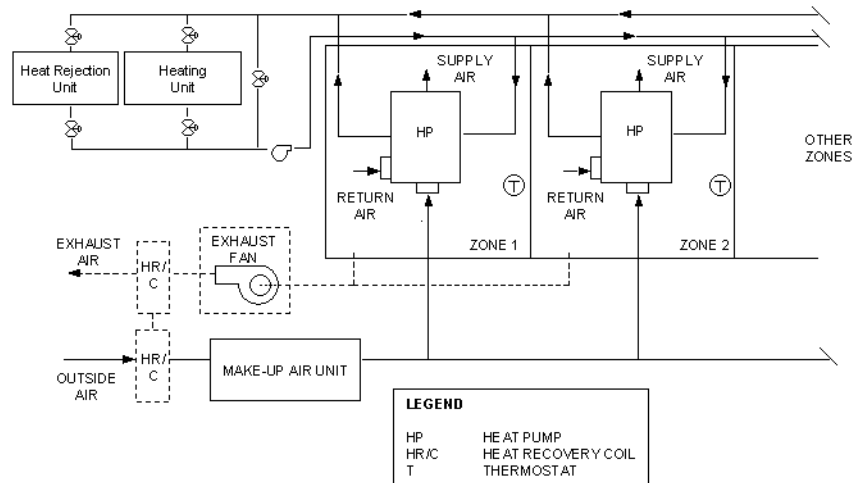 SUPPLY
AIR
SUPPLY
AIR
Heat Rejection
Unit
Heating
Unit
HP
HP
OTHER
ZONES
T
T
RETURN
AIR
RETURN
AIR
ZONE 1
ZONE 2
EXHAUST
AIR
HR/
C
EXHAUST
FAN
HR/
C
OUTSIDE
AIR
MAKE-UP AIR UNIT
LEGEND
HP HEAT PUMP
HR/C HEAT RECOVERY COIL
T THERMOSTAT